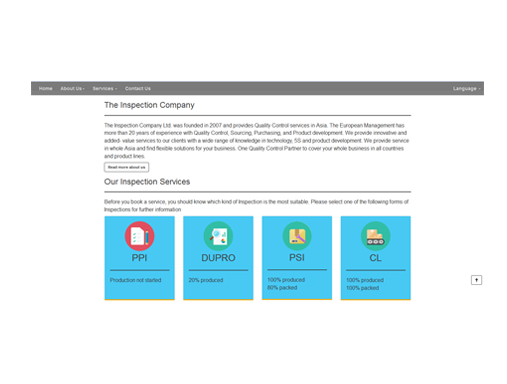 Home About Us Services Contact Us Language
The Inspection Company
The Inspection Company Ltd. was founded in 2007 and provides Quality Control services in Asia. The European Management has
more than 20 years of experience with Quality Control, Sourcing, Purchasing, and Product development. We provide innovative and
added- value services to our clients with a wide range of knowledge in technology, 5S and product development. We provide service
in whole Asia and find flexible solutions for your business. One Quality Control Partner to cover your whole business in all countries
and product lines.
Read more about us
Our Inspection Services
Before you book a service, you should know which kind of Inspection is the most suitable. Please select one of the following forms of
Inspections for further information
PPI DUPRO PSI CL
Production not started 20% produced 100% produced 100% produced
80% packed 100% packed